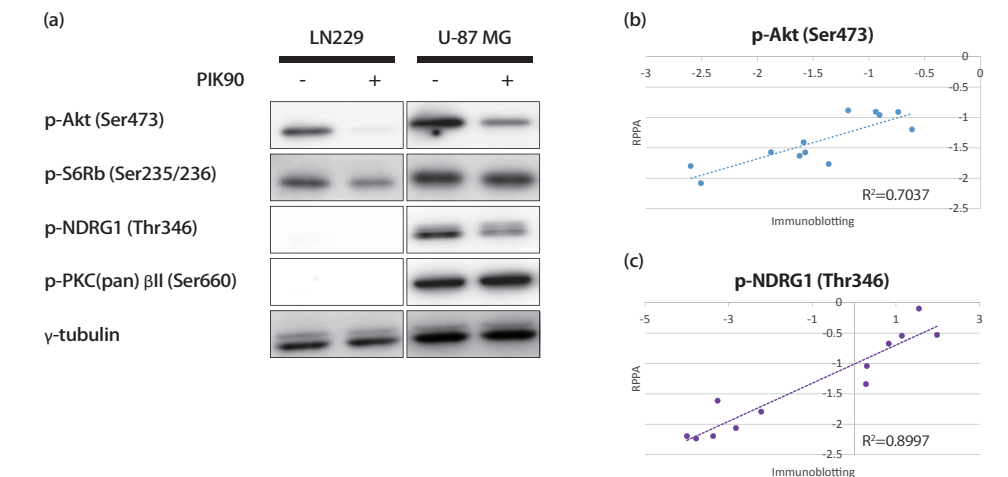 (a)
LN229 U-87 MG
PIK90 - + - +
p-Akt (Ser473)
p-S6Rb (Ser235/236)
p-NDRG1 (Thr346)
p-PKC(pan) βII (Ser660)
γ-tubulin
(b)
p-Akt (Ser473)
0
-3 -2.5 -2 -1.5 -1 -0.5 0
-0.5
-1
RPPA
-1.5
-2
R²=0.7037
-2.5
Immunoblotting
(c)
p-NDRG1 (Thr346)
0
-5 -3 -1 1 3
-0.5
-1
RPPA
-1.5
-2
R²=0.8997
-2.5
Immunoblotting